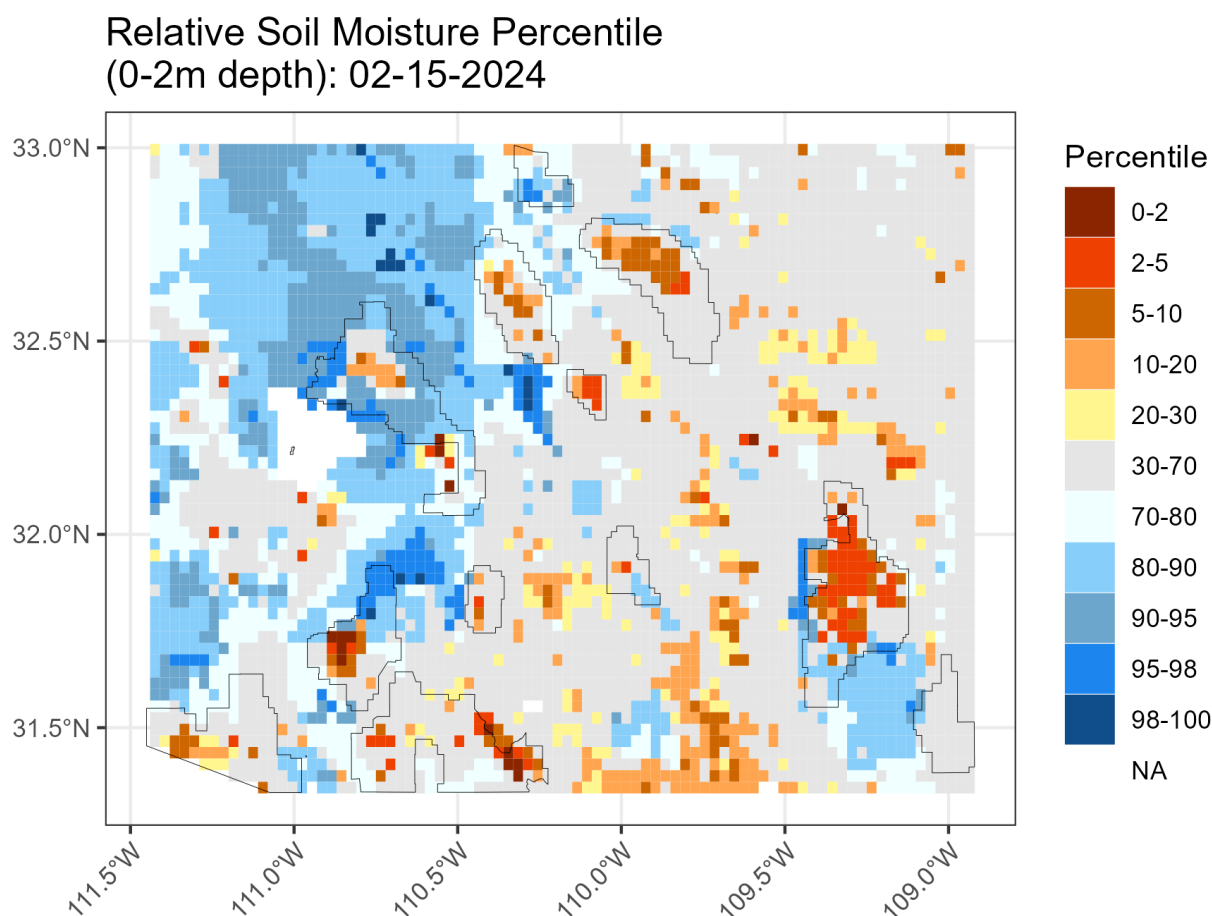 Relative Soil Moisture Percentile
(0-2m depth): 02-15-2024
33.0°N
32.5°N
32.0°N
31.5°N
111.5°W
111.0°W
110.5°W
110.0°W
109.5°W
109.0°W
Percentile
0-2
2-5
5-10
10-20
20-30
30-70
70-80
80-90
90-95
95-98
98-100
NA